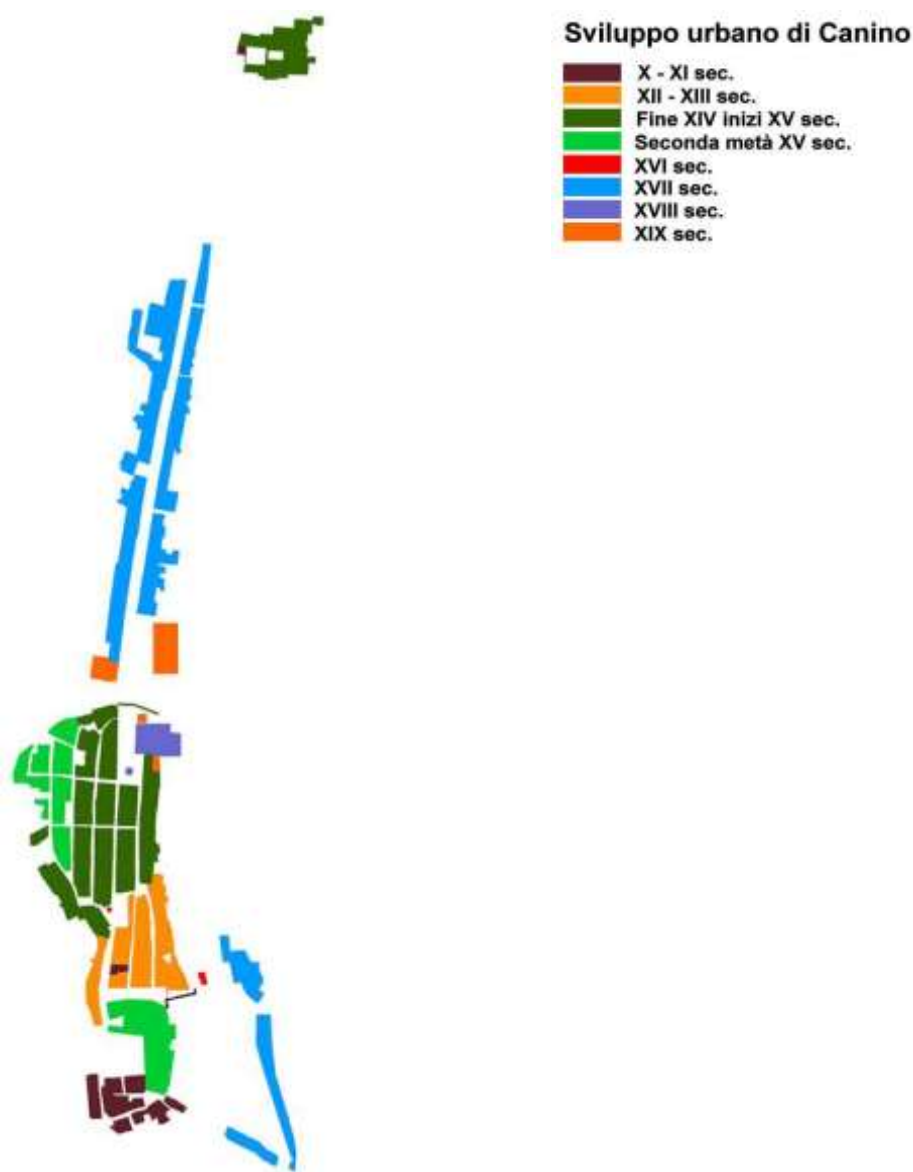 Sviluppo urbano di Canino
X - XI sec.
XII - XIII sec.
Fine XIV inizi XV sec.
Seconda metà XV sec.
XVI sec.
XVII sec.
XVIII sec.
XIX sec.